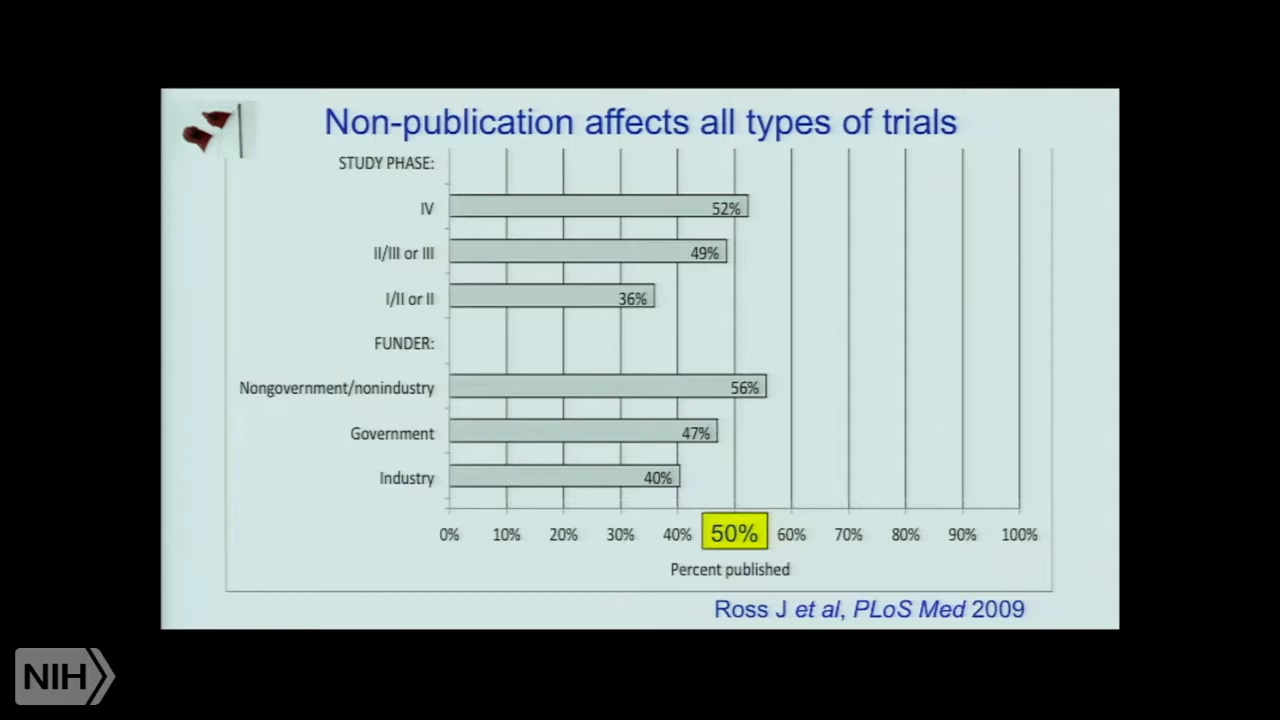 Non-publication affects all types of trials
STUDY PHASE:
IV
52%
II/III or III
49%
I/II or II
36%
FUNDER:
Nongovernment/nonindustry
56%
Government
47%
Industry
40%
0% 10% 20% 30% 40% 50% 60% 70% 80% 90% 100%
Percent published
Ross J et al, PLoS Med 2009
NIH